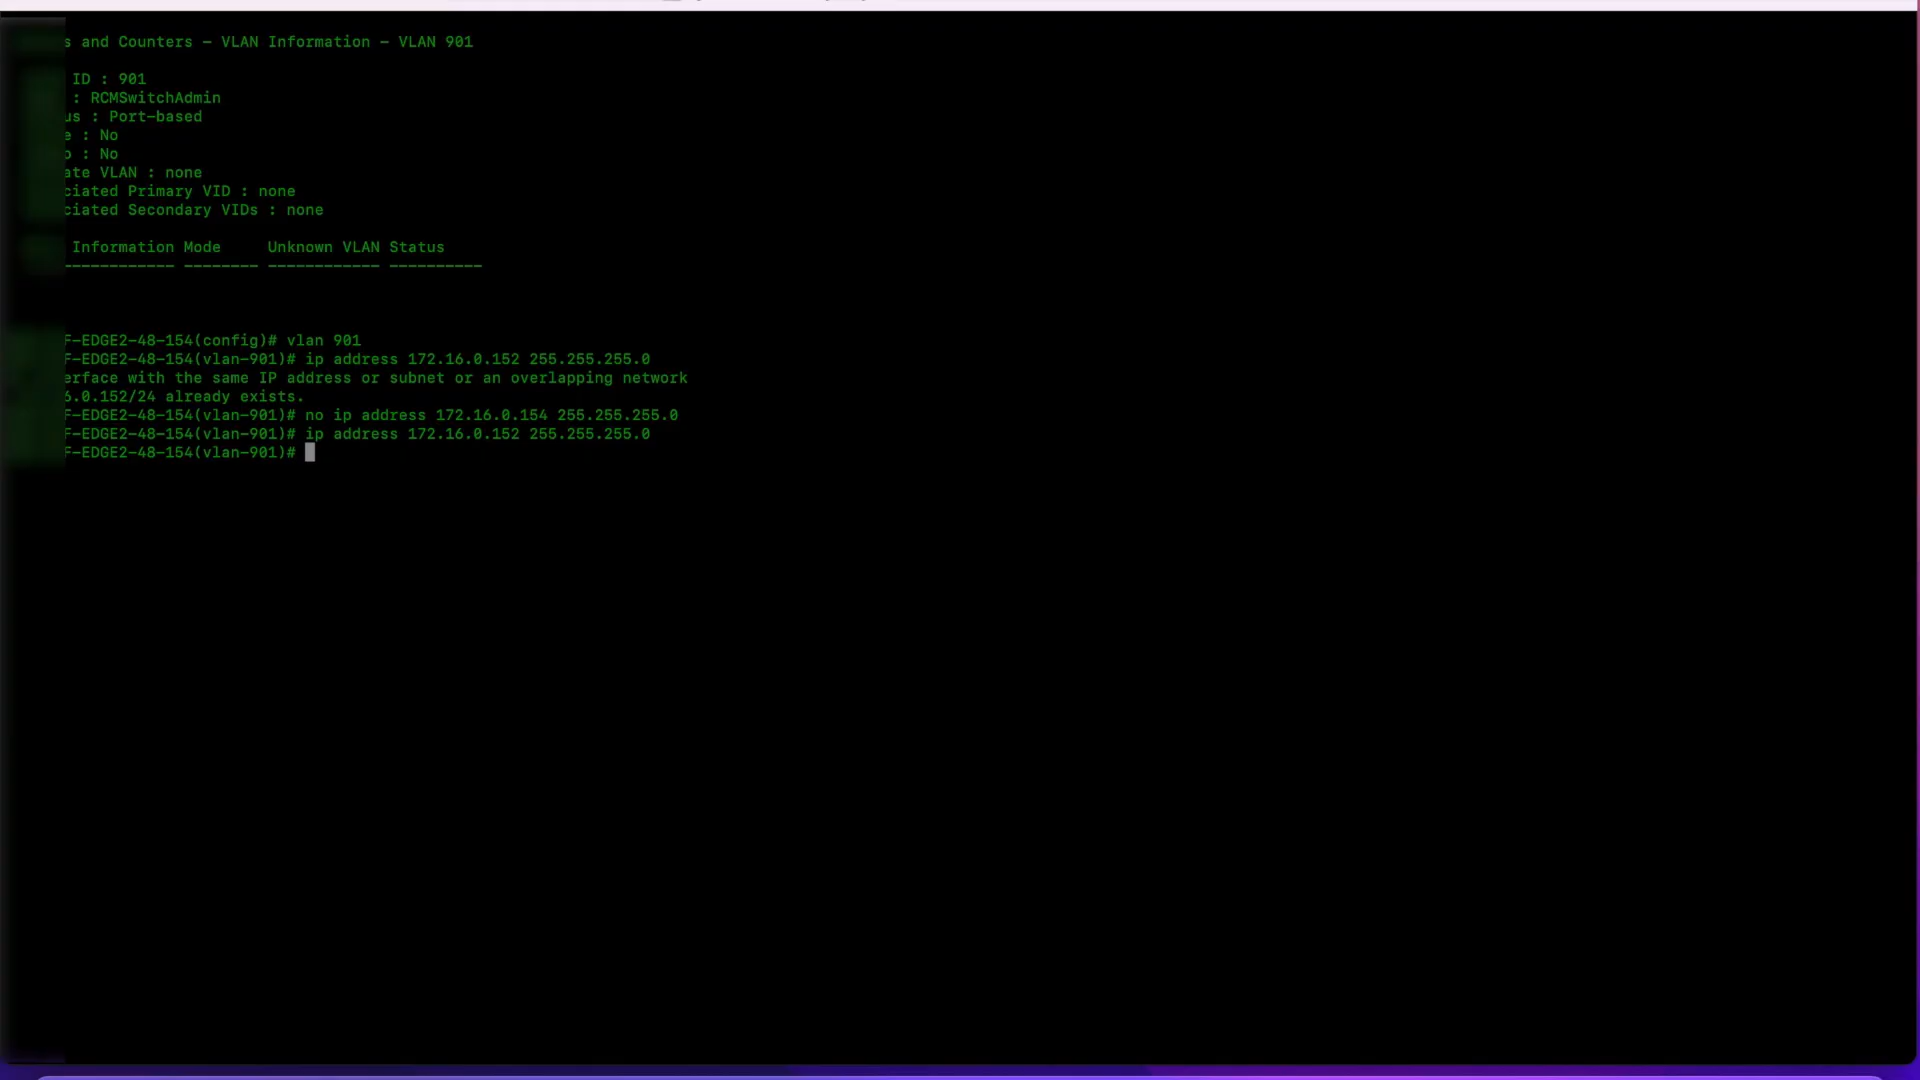 s and Counters - VLAN Information - VLAN 901
ID : 901
: RCMSwitchAdmin
us : Port-based
e : No
o : No
ate VLAN : none
ciated Primary VID : none
ciated Secondary VIDs : none
Information Mode Unknown VLAN Status
------------ -------- ------------ ----------
F-EDGE2-48-154(config)# vlan 901
F-EDGE2-48-154(vlan-901)# ip address 172.16.0.152 255.255.255.0
erface with the same IP address or subnet or an overlapping network
6.0.152/24 already exists.
F-EDGE2-48-154(vlan-901)# no ip address 172.16.0.154 255.255.255.0
F-EDGE2-48-154(vlan-901)# ip address 172.16.0.152 255.255.255.0
F-EDGE2-48-154(vlan-901)#